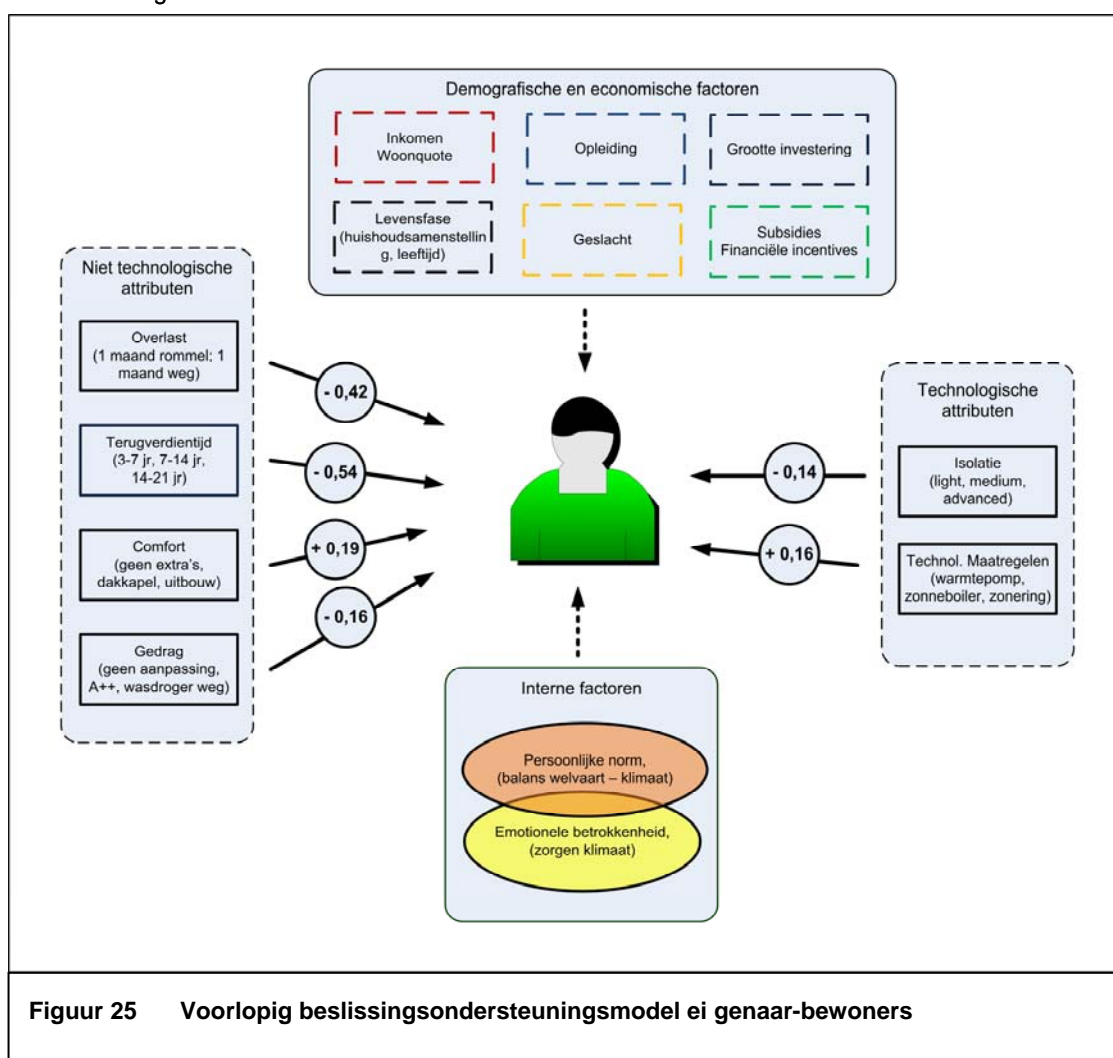 Demografische en economische factoren
Inkomen
Woonquote
Opleiding
Grootte investering
Levensfase
(huishoudsamenstellin
g, leeftijd)
Geslacht
Subsidies
Financiële incentives
Niet technologische
attributen
Overlast
(1 maand rommel; 1
maand weg)
Terugverdientijd
(3-7 jr, 7-14 jr,
14-21 jr)
Comfort
(geen extra's,
dakkapel, uitbouw)
Gedrag
(geen aanpassing,
A++, wasdroger weg)
- 0,42
- 0,54
+ 0,19
- 0,16
Technologische
attributen
Isolatie
(light, medium,
advanced)
Technol. Maatregelen
(warmtepomp,
zonneboiler, zonering)
- 0,14
+ 0,16
Interne factoren
Persoonlijke norm,
(balans welvaart – klimaat)
Emotionele betrokkenheid,
(zorgen klimaat)
Figuur 25 Voorlopig beslissingsondersteuningsmodel ei genaar-bewoners